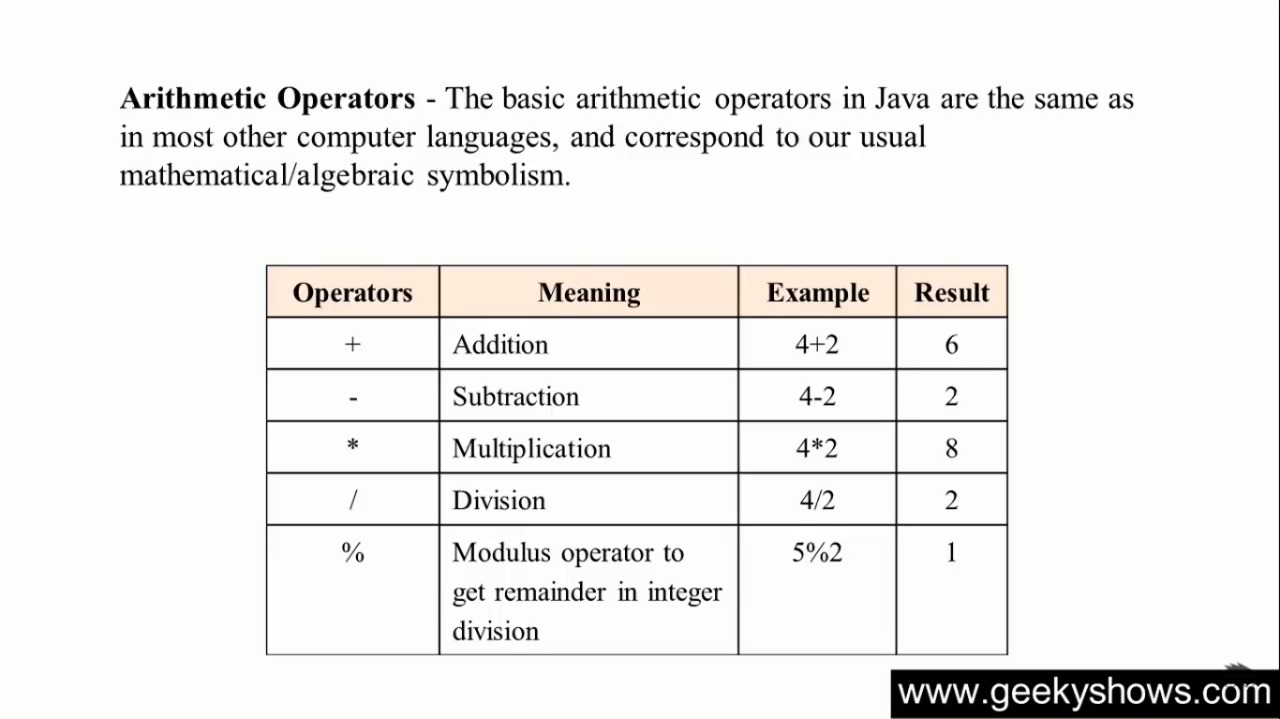 Arithmetic Operators - The basic arithmetic operators in Java are the same as
in most other computer languages, and correspond to our usual
mathematical/algebraic symbolism.
Operators Meaning Example Result
+ Addition 4+2 6
- Subtraction 4-2 2
* Multiplication 4*2 8
/ Division 4/2 2
% Modulus operator to 5%2 1
get remainder in integer
division
www.geekyshows.com